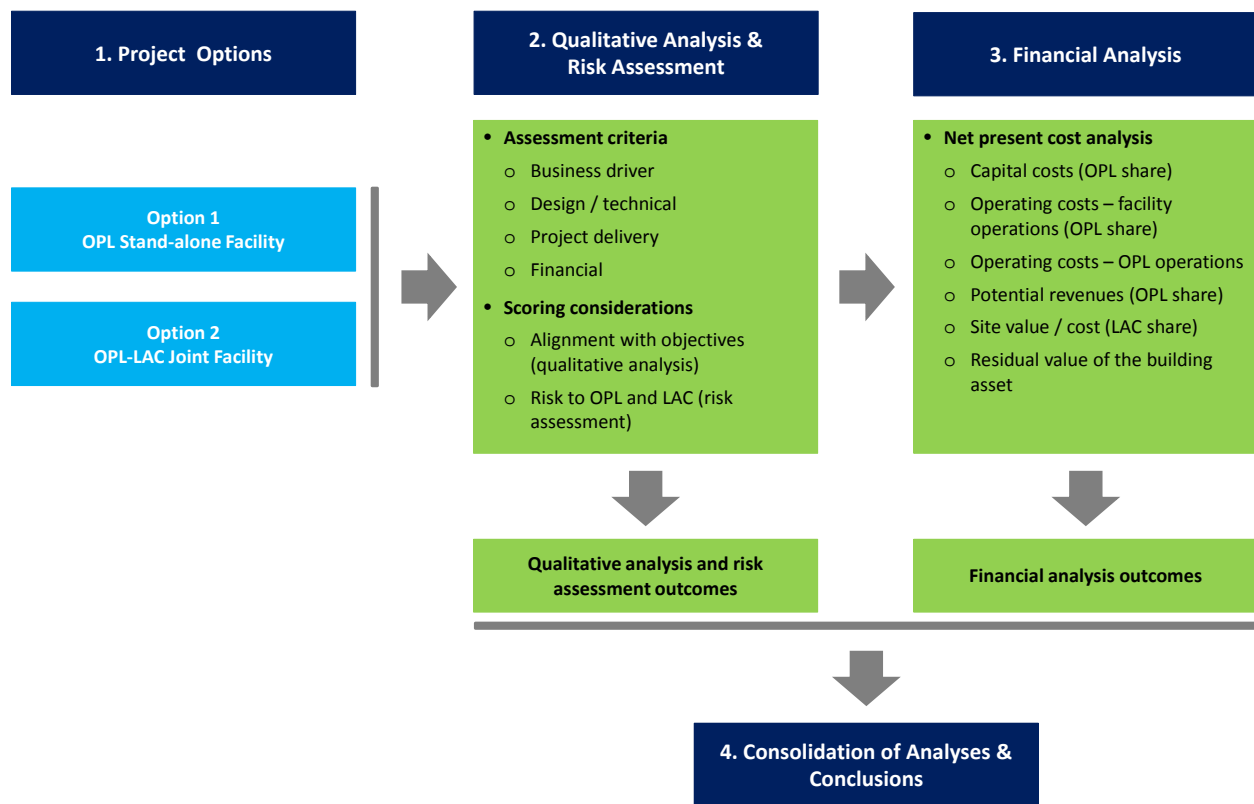 1. Project  Options
2. Qualitative Analysis &
Risk Assessment
3. Financial Analysis
Option 1
OPL Stand-alone Facility
Option 2
OPL-LAC Joint Facility
• Assessment criteria
o Business driver
o Design / technical
o Project delivery
o Financial
• Scoring considerations
o Alignment with objectives
(qualitative analysis)
o Risk to OPL and LAC (risk
assessment)
• Net present cost analysis
o Capital costs (OPL share)
o Operating costs – facility
operations (OPL share)
o Operating costs – OPL operations
o Potential revenues (OPL share)
o Site value / cost (LAC share)
o Residual value of the building
asset
Qualitative analysis and risk
assessment outcomes
Financial analysis outcomes
4. Consolidation of Analyses &
Conclusions